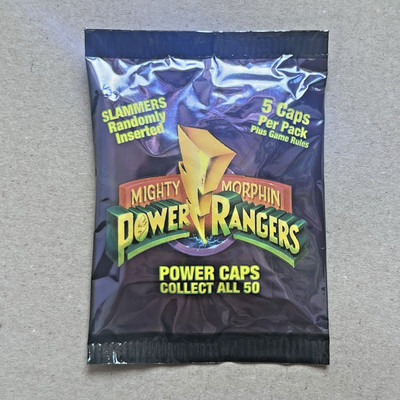 SLAMMERS
Randomly
Inserted
5 Caps
Per Pack
Plus Game Rules
MIGHTY MORPHIN
POWER RANGERS
POWER CAPS
COLLECT ALL 50